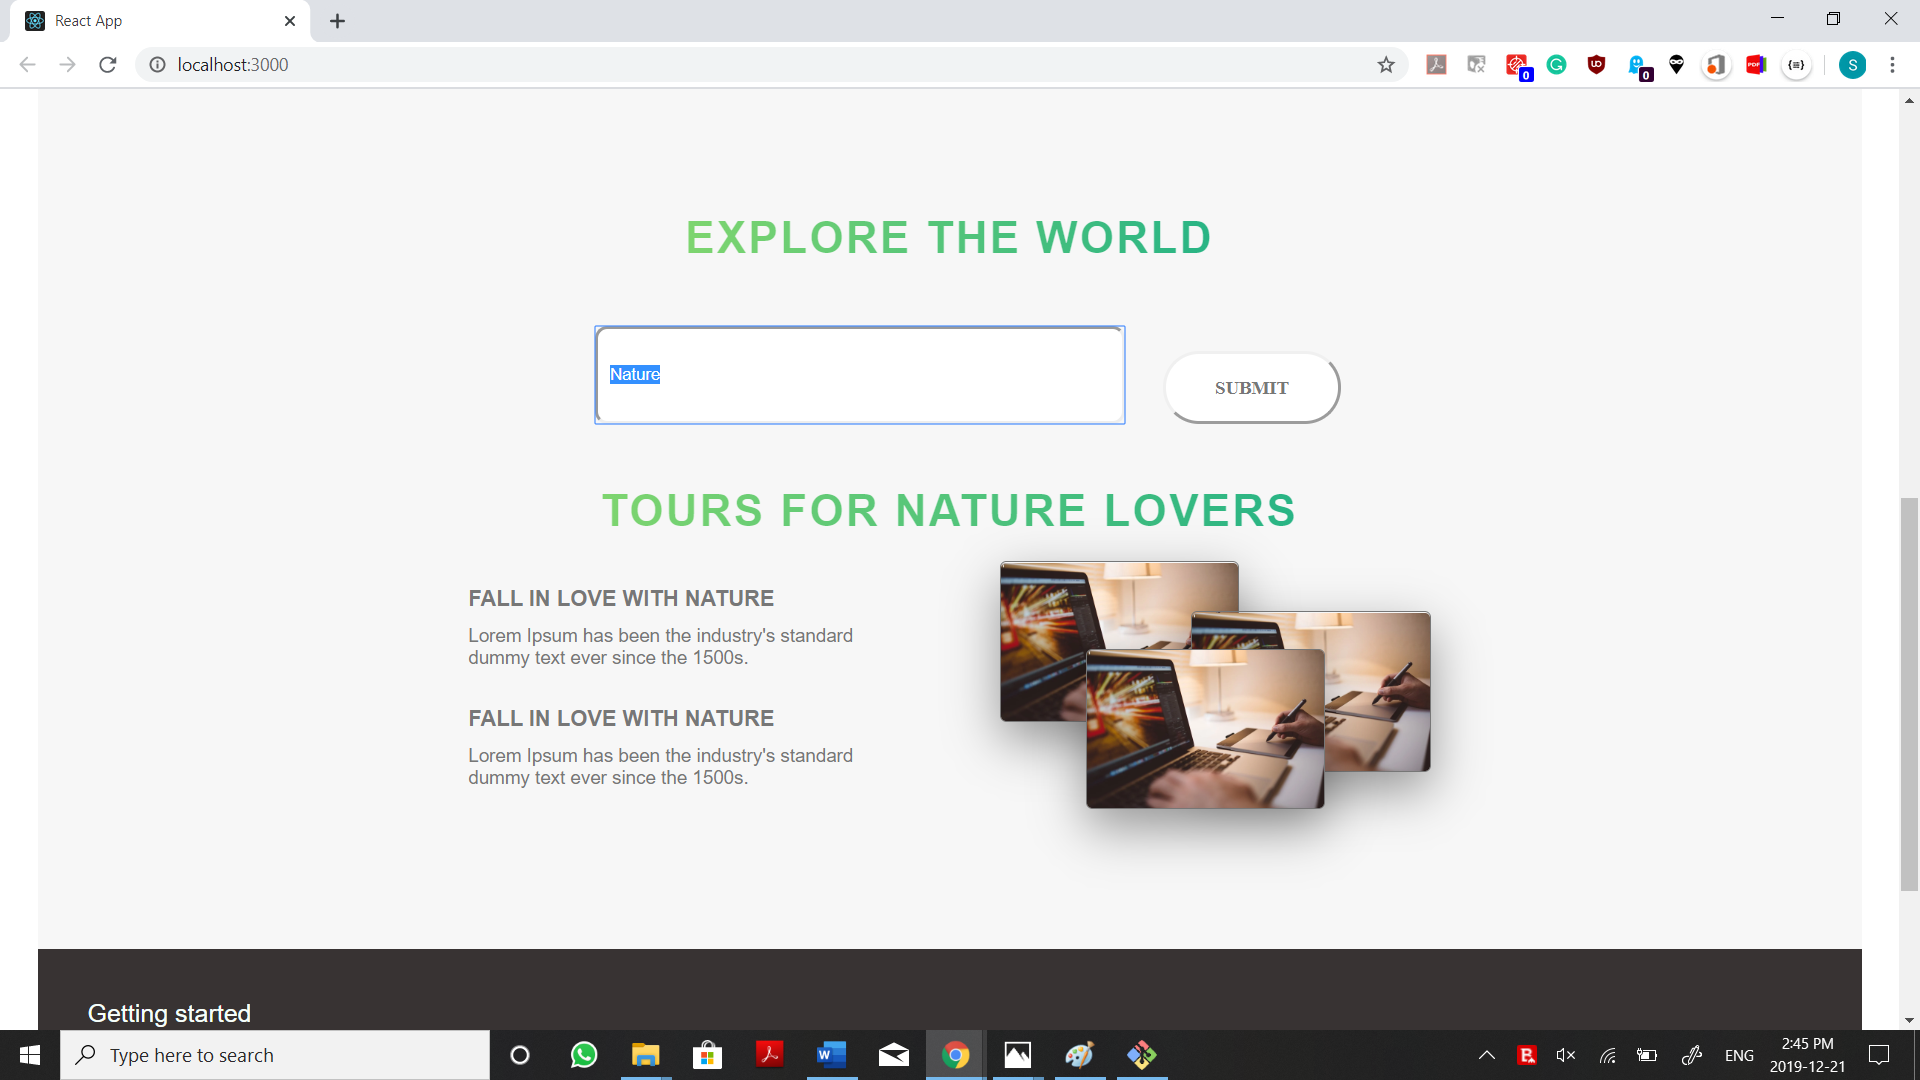 React App
localhost:3000
0
0
S
EXPLORE THE WORLD
Nature
SUBMIT
TOURS FOR NATURE LOVERS
FALL IN LOVE WITH NATURE
Lorem Ipsum has been the industry's standard
dummy text ever since the 1500s.
FALL IN LOVE WITH NATURE
Lorem Ipsum has been the industry's standard
dummy text ever since the 1500s.
Getting started
Type here to search
ENG
2:45 PM
2019-12-21